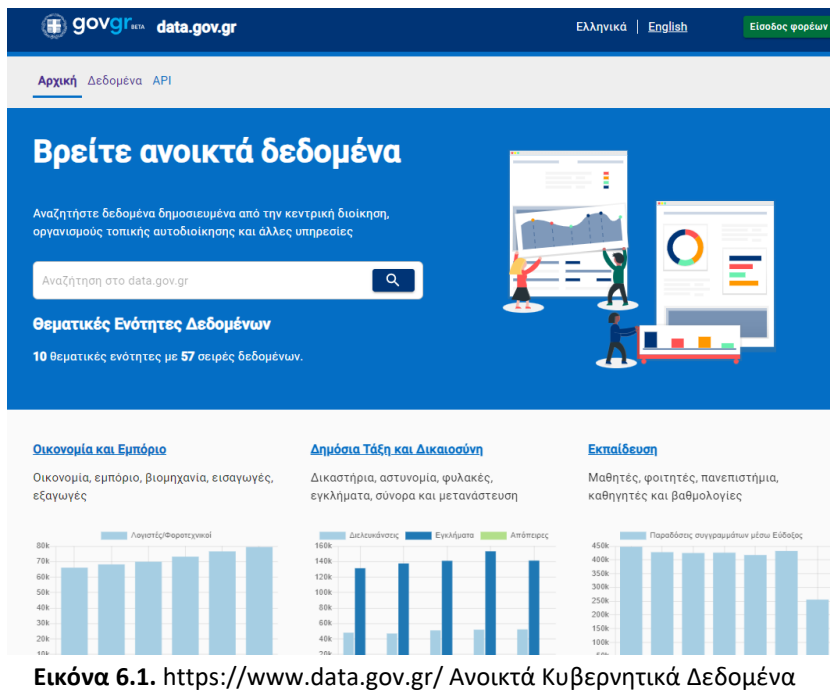 govgr BETA data.gov.gr
Ελληνικά | English
Είσοδος φορέων
Αρχική Δεδομένα API
Βρείτε ανοικτά δεδομένα
Αναζητήστε δεδομένα δημοσιευμένα από την κεντρική διοίκηση,
οργανισμούς τοπικής αυτοδιοίκησης και άλλες υπηρεσίες
Αναζήτηση στο data.gov.gr
Θεματικές Ενότητες Δεδομένων
10 θεματικές ενότητες με 57 σειρές δεδομένων.
Οικονομία και Εμπόριο
Οικονομία, εμπόριο, βιομηχανία, εισαγωγές,
εξαγωγές
Λογιστές/Φοροτεχνικοί
80k
70k
60k
50k
40k
30k
20k
10k
Δημόσια Τάξη και Δικαιοσύνη
Δικαστήρια, αστυνομία, φυλακές,
εγκλήματα, σύνορα και μετανάστευση
Διελευκάνσεις Εγκλήματα Απόπειρες
160k
140k
120k
100k
80k
60k
40k
20k
Εκπαίδευση
Μαθητές, φοιτητές, πανεπιστήμια,
καθηγητές και βαθμολογίες
Παραδόσεις συγγραμμάτων μέσω Εύδοξος
450k
400k
350k
300k
250k
200k
150k
100k
Εικόνα 6.1. https://www.data.gov.gr/ Ανοικτά Κυβερνητικά Δεδομένα